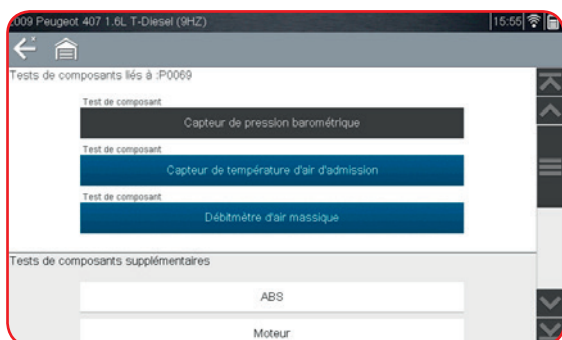 2009 Peugeot 407 1.6L T-Diesel (9HZ) 15:55
Tests de composants liés à :P0069
Test de composant
Capteur de pression barométrique
Test de composant
Capteur de température d'air d'admission
Test de composant
Débitmètre d'air massique
Tests de composants supplémentaires
ABS
Moteur